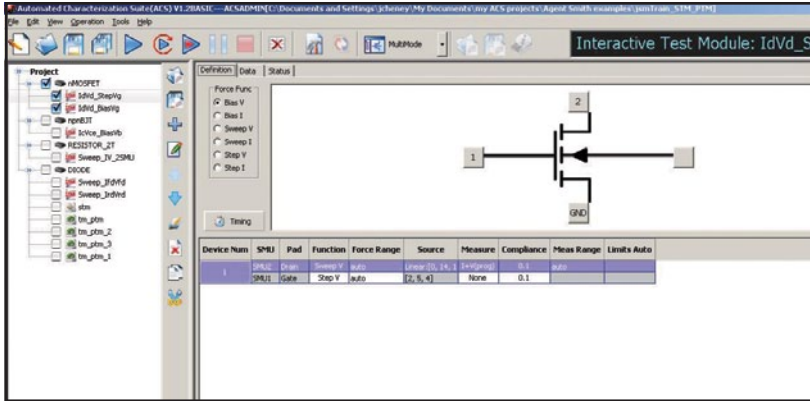 Automated Characterization Suite(ACS) V1.2BASIC---ACSADMIN[C:\Documents and Settings\jcheney\My Documents\my ACS projects\Agent Smith examples\jsmTrain_STM_PTM]
File Edit View Operation Tools Help
MultiMode
Interactive Test Module: IdVd_S
Project
nMOSFET
IdVd_StepVg
IdVd_BiasVg
npnBJT
IcVce_BiasVb
RESISTOR_2T
Sweep_IV_2SMU
DIODE
Sweep_IfdVfd
Sweep_IrdVrd
stm
tm_ptm
tm_ptm_2
tm_ptm_3
tm_ptm_1
Definition Data Status
Force Func
Bias V
Bias I
Sweep V
Sweep I
Step V
Step I
Timing
2
1
GND
Device Num SMU Pad Function Force Range Source Measure Compliance Meas Range Limits Auto
1 SMU2 Drain Sweep V auto Linear:[0, 14, 1 I+V(prog) 0.1 auto
SMU1 Gate Step V auto [2, 5, 4] None 0.1